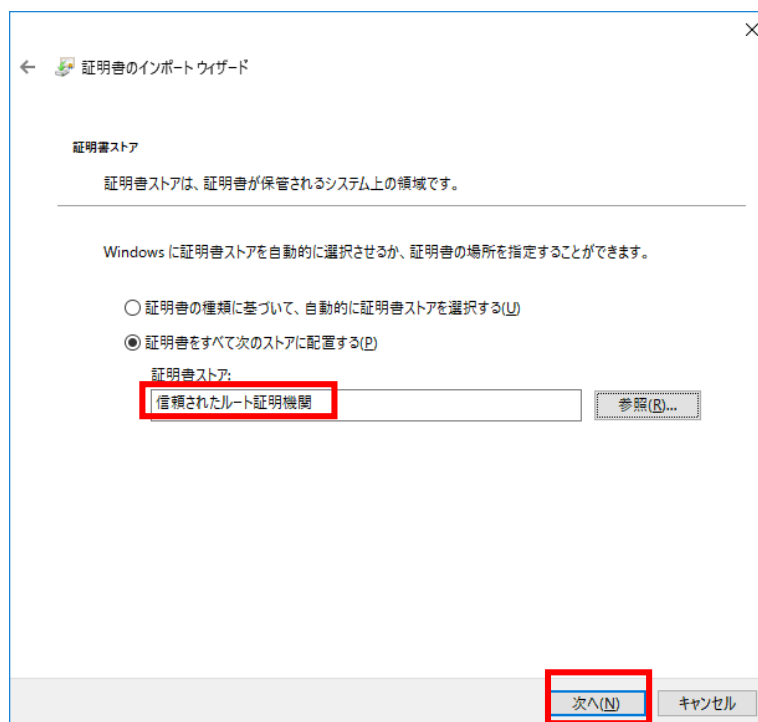 証明書のインポート ウィザード
証明書ストア
証明書ストアは、証明書が保管されるシステム上の領域です。
Windows に証明書ストアを自動的に選択させるか、証明書の場所を指定することができます。
証明書の種類に基づいて、自動的に証明書ストアを選択する(U)
証明書をすべて次のストアに配置する(P)
証明書ストア:
信頼されたルート証明機関
参照(R)...
次へ(N)
キャンセル